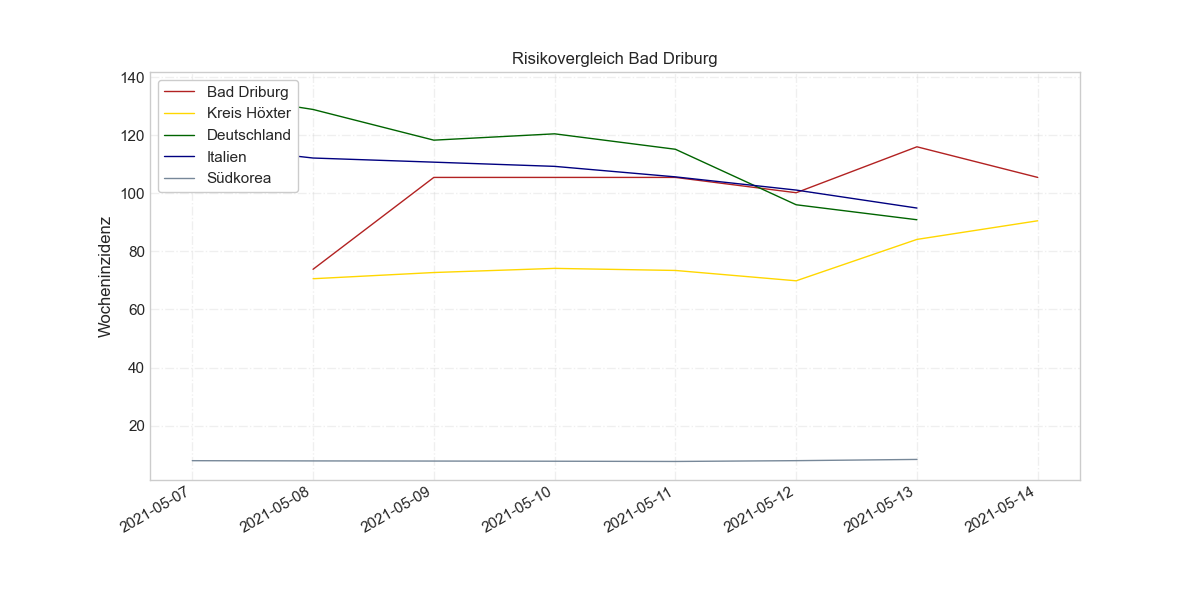 Risikovergleich Bad Driburg
Wocheninzidenz
140
120
100
80
60
40
20
Bad Driburg
Kreis Höxter
Deutschland
Italien
Südkorea
2021-05-07
2021-05-08
2021-05-09
2021-05-10
2021-05-11
2021-05-12
2021-05-13
2021-05-14